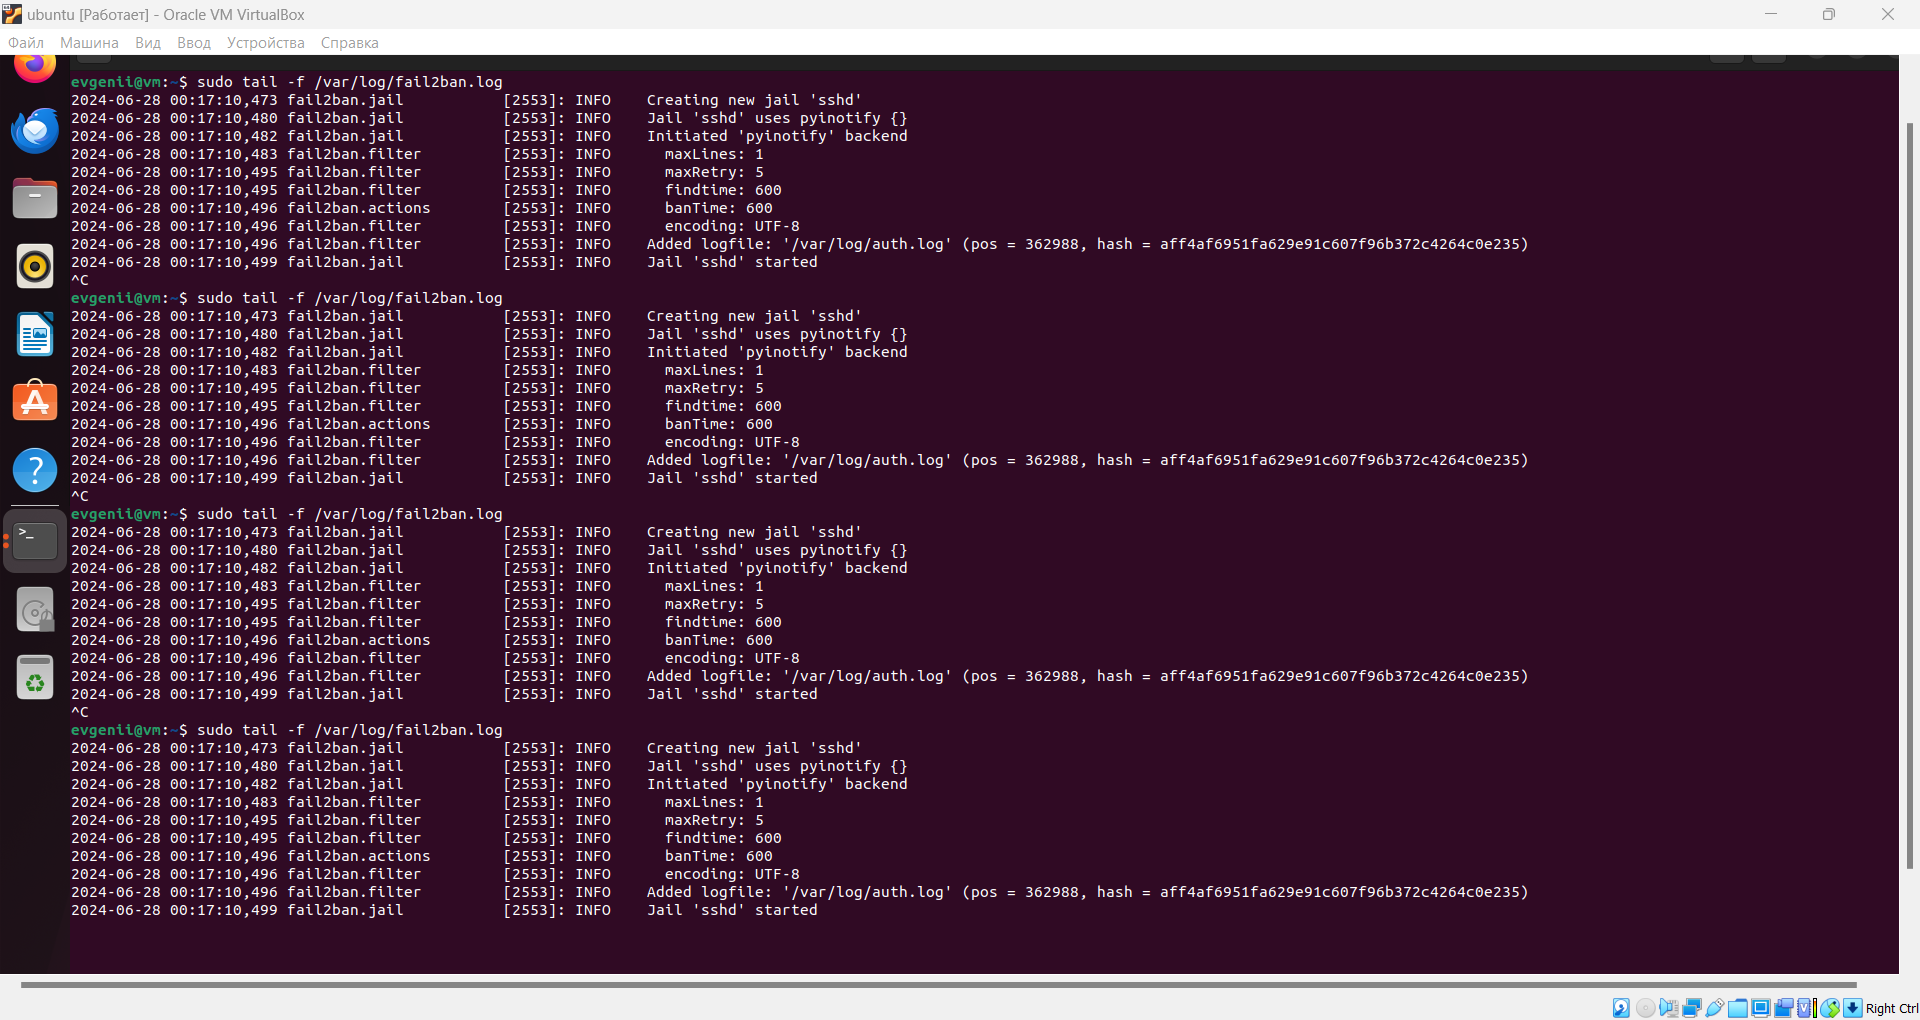 ubuntu [Работает] - Oracle VM VirtualBox
Файл Машина Вид Ввод Устройства Справка
evgenii@vm:~$ sudo tail -f /var/log/fail2ban.log
2024-06-28 00:17:10,473 fail2ban.jail [2553]: INFO Creating new jail 'sshd'
2024-06-28 00:17:10,480 fail2ban.jail [2553]: INFO Jail 'sshd' uses pyinotify {}
2024-06-28 00:17:10,482 fail2ban.jail [2553]: INFO Initiated 'pyinotify' backend
2024-06-28 00:17:10,483 fail2ban.filter [2553]: INFO maxLines: 1
2024-06-28 00:17:10,495 fail2ban.filter [2553]: INFO maxRetry: 5
2024-06-28 00:17:10,495 fail2ban.filter [2553]: INFO findtime: 600
2024-06-28 00:17:10,496 fail2ban.actions [2553]: INFO banTime: 600
2024-06-28 00:17:10,496 fail2ban.filter [2553]: INFO encoding: UTF-8
2024-06-28 00:17:10,496 fail2ban.filter [2553]: INFO Added logfile: '/var/log/auth.log' (pos = 362988, hash = aff4af6951fa629e91c607f96b372c4264c0e235)
2024-06-28 00:17:10,499 fail2ban.jail [2553]: INFO Jail 'sshd' started
^C
evgenii@vm:~$ sudo tail -f /var/log/fail2ban.log
2024-06-28 00:17:10,473 fail2ban.jail [2553]: INFO Creating new jail 'sshd'
2024-06-28 00:17:10,480 fail2ban.jail [2553]: INFO Jail 'sshd' uses pyinotify {}
2024-06-28 00:17:10,482 fail2ban.jail [2553]: INFO Initiated 'pyinotify' backend
2024-06-28 00:17:10,483 fail2ban.filter [2553]: INFO maxLines: 1
2024-06-28 00:17:10,495 fail2ban.filter [2553]: INFO maxRetry: 5
2024-06-28 00:17:10,495 fail2ban.filter [2553]: INFO findtime: 600
2024-06-28 00:17:10,496 fail2ban.actions [2553]: INFO banTime: 600
2024-06-28 00:17:10,496 fail2ban.filter [2553]: INFO encoding: UTF-8
2024-06-28 00:17:10,496 fail2ban.filter [2553]: INFO Added logfile: '/var/log/auth.log' (pos = 362988, hash = aff4af6951fa629e91c607f96b372c4264c0e235)
2024-06-28 00:17:10,499 fail2ban.jail [2553]: INFO Jail 'sshd' started
^C
evgenii@vm:~$ sudo tail -f /var/log/fail2ban.log
2024-06-28 00:17:10,473 fail2ban.jail [2553]: INFO Creating new jail 'sshd'
2024-06-28 00:17:10,480 fail2ban.jail [2553]: INFO Jail 'sshd' uses pyinotify {}
2024-06-28 00:17:10,482 fail2ban.jail [2553]: INFO Initiated 'pyinotify' backend
2024-06-28 00:17:10,483 fail2ban.filter [2553]: INFO maxLines: 1
2024-06-28 00:17:10,495 fail2ban.filter [2553]: INFO maxRetry: 5
2024-06-28 00:17:10,495 fail2ban.filter [2553]: INFO findtime: 600
2024-06-28 00:17:10,496 fail2ban.actions [2553]: INFO banTime: 600
2024-06-28 00:17:10,496 fail2ban.filter [2553]: INFO encoding: UTF-8
2024-06-28 00:17:10,496 fail2ban.filter [2553]: INFO Added logfile: '/var/log/auth.log' (pos = 362988, hash = aff4af6951fa629e91c607f96b372c4264c0e235)
2024-06-28 00:17:10,499 fail2ban.jail [2553]: INFO Jail 'sshd' started
^C
evgenii@vm:~$ sudo tail -f /var/log/fail2ban.log
2024-06-28 00:17:10,473 fail2ban.jail [2553]: INFO Creating new jail 'sshd'
2024-06-28 00:17:10,480 fail2ban.jail [2553]: INFO Jail 'sshd' uses pyinotify {}
2024-06-28 00:17:10,482 fail2ban.jail [2553]: INFO Initiated 'pyinotify' backend
2024-06-28 00:17:10,483 fail2ban.filter [2553]: INFO maxLines: 1
2024-06-28 00:17:10,495 fail2ban.filter [2553]: INFO maxRetry: 5
2024-06-28 00:17:10,495 fail2ban.filter [2553]: INFO findtime: 600
2024-06-28 00:17:10,496 fail2ban.actions [2553]: INFO banTime: 600
2024-06-28 00:17:10,496 fail2ban.filter [2553]: INFO encoding: UTF-8
2024-06-28 00:17:10,496 fail2ban.filter [2553]: INFO Added logfile: '/var/log/auth.log' (pos = 362988, hash = aff4af6951fa629e91c607f96b372c4264c0e235)
2024-06-28 00:17:10,499 fail2ban.jail [2553]: INFO Jail 'sshd' started
Right Ctrl